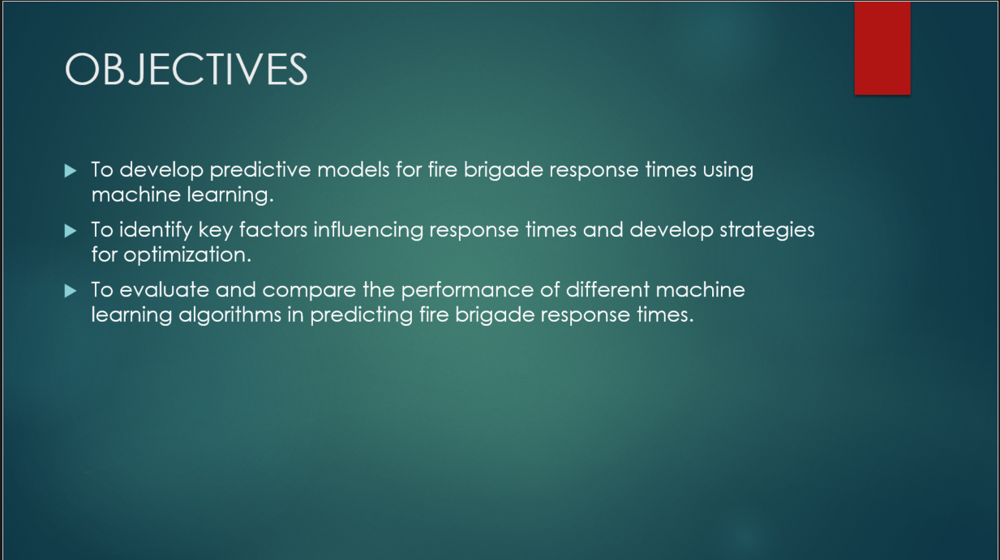 OBJECTIVES
To develop predictive models for fire brigade response times using
machine learning.
To identify key factors influencing response times and develop strategies
for optimization.
To evaluate and compare the performance of different machine
learning algorithms in predicting fire brigade response times.